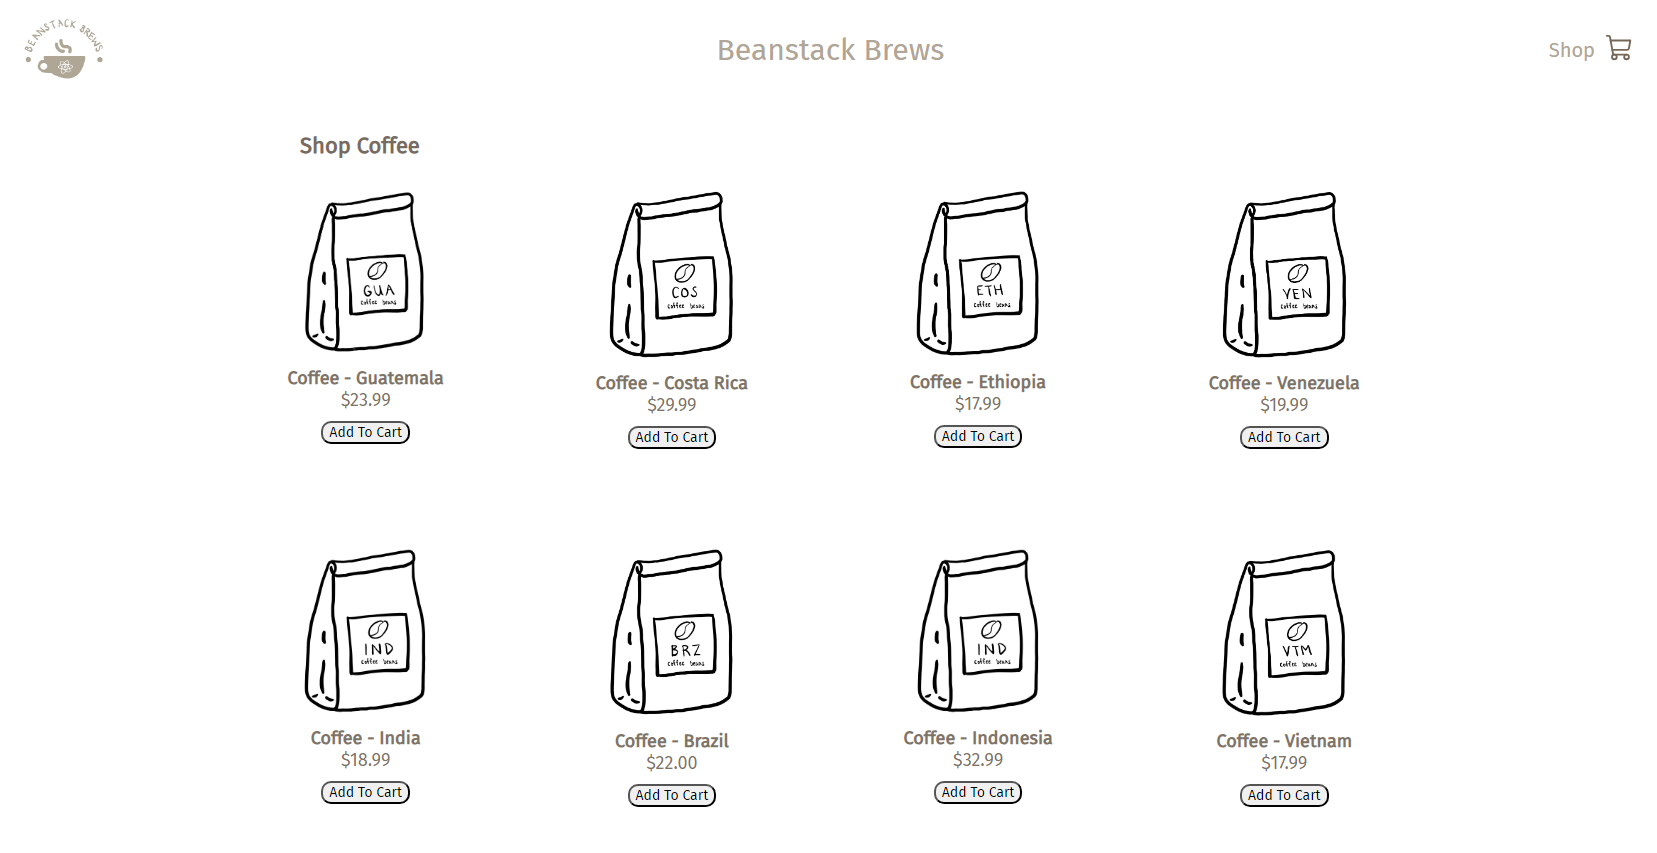 BEANSTACK BREWS
Beanstack Brews
Shop
Shop Coffee
GUA
coffee beans
COS
coffee beans
ETH
coffee beans
VEN
coffee beans
Coffee - Guatemala
$23.99
Add To Cart
Coffee - Costa Rica
$29.99
Add To Cart
Coffee - Ethiopia
$17.99
Add To Cart
Coffee - Venezuela
$19.99
Add To Cart
IND
coffee beans
BRZ
coffee beans
IND
coffee beans
VTM
coffee beans
Coffee - India
$18.99
Add To Cart
Coffee - Brazil
$22.00
Add To Cart
Coffee - Indonesia
$32.99
Add To Cart
Coffee - Vietnam
$17.99
Add To Cart